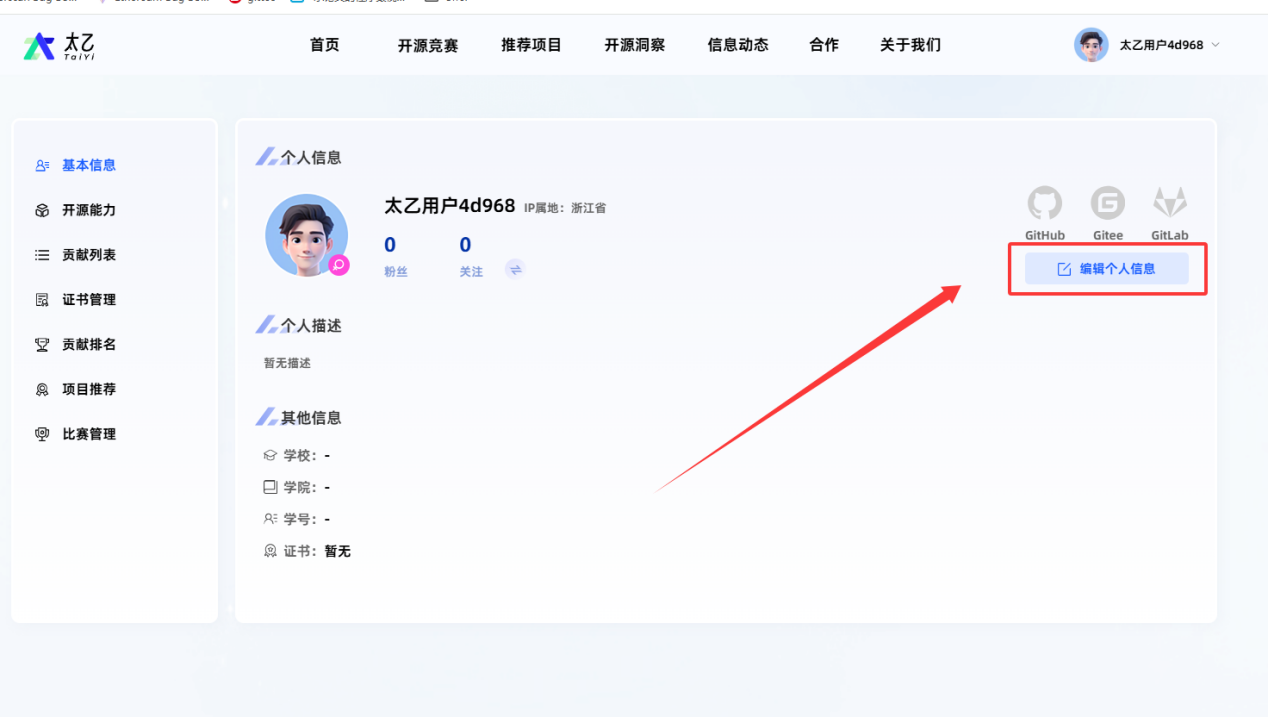 太乙
TaiYi
首页 开源竞赛 推荐项目 开源洞察 信息动态 合作 关于我们 太乙用户4d968
基本信息
开源能力
贡献列表
证书管理
贡献排名
项目推荐
比赛管理
个人信息
太乙用户4d968 IP属地: 浙江省
0 0
粉丝 关注
GitHub Gitee GitLab
编辑个人信息
个人描述
暂无描述
其他信息
学校: -
学院: -
学号: -
证书: 暂无